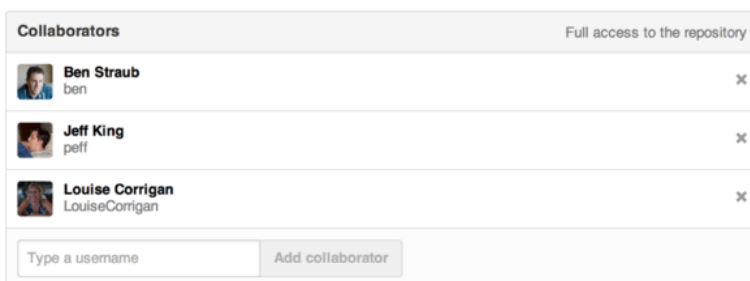 Collaborators Full access to the repository
Ben Straub
ben
Jeff King
peff
Louise Corrigan
LouiseCorrigan
Type a username Add collaborator